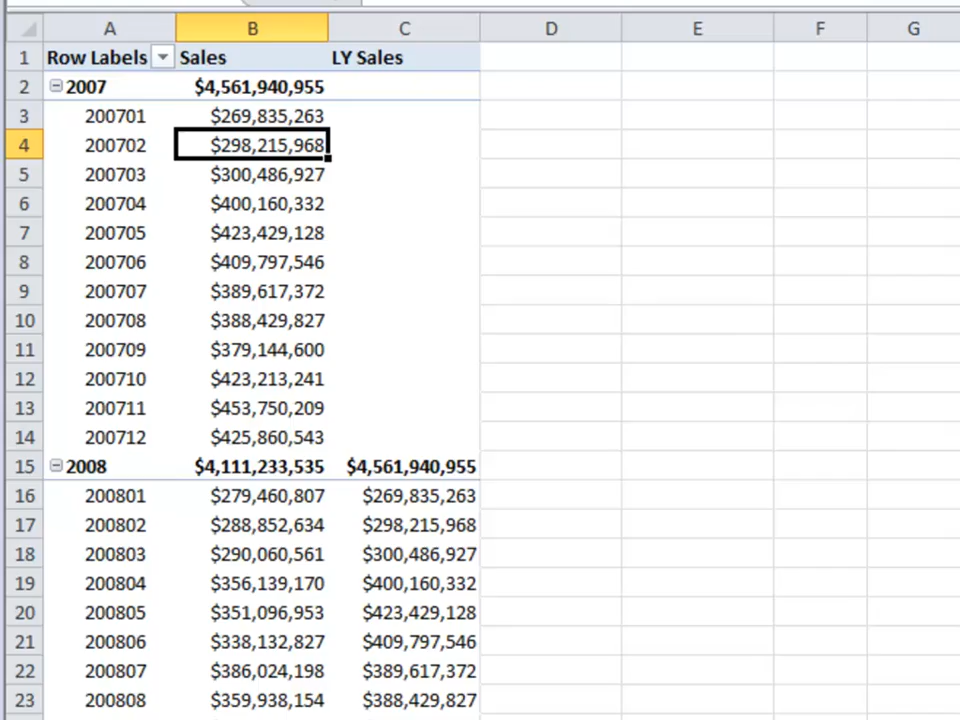 A B C D E F G
1 Row Labels Sales LY Sales
2 2007 $4,561,940,955
3 200701 $269,835,263
4 200702 $298,215,968
5 200703 $300,486,927
6 200704 $400,160,332
7 200705 $423,429,128
8 200706 $409,797,546
9 200707 $389,617,372
10 200708 $388,429,827
11 200709 $379,144,600
12 200710 $423,213,241
13 200711 $453,750,209
14 200712 $425,860,543
15 2008 $4,111,233,535 $4,561,940,955
16 200801 $279,460,807 $269,835,263
17 200802 $288,852,634 $298,215,968
18 200803 $290,060,561 $300,486,927
19 200804 $356,139,170 $400,160,332
20 200805 $351,096,953 $423,429,128
21 200806 $338,132,827 $409,797,546
22 200807 $386,024,198 $389,617,372
23 200808 $359,938,154 $388,429,827